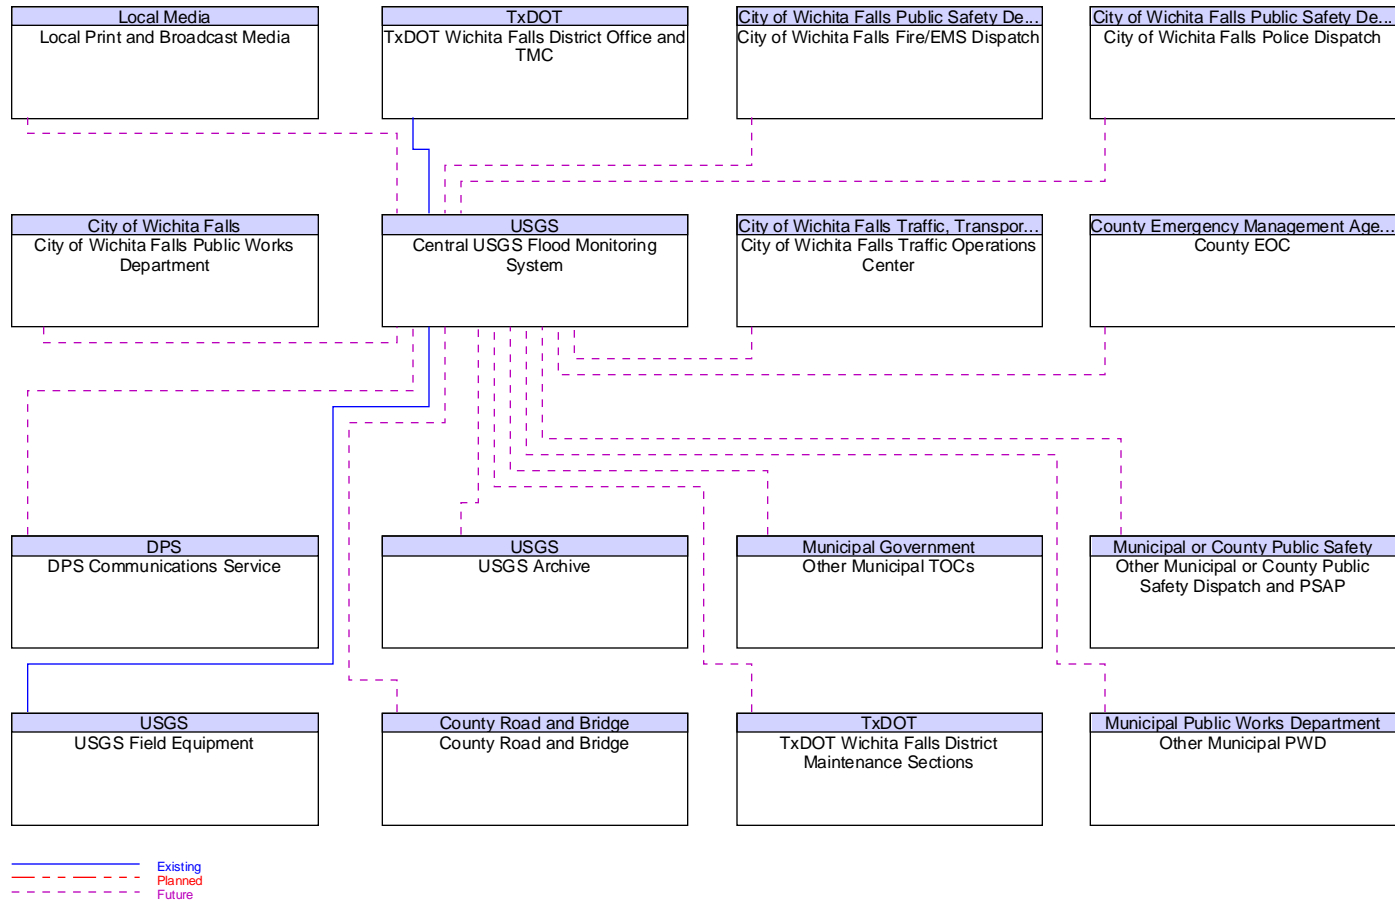 Local Media
Local Print and Broadcast Media
TxDOT
TxDOT Wichita Falls District Office and
TMC
City of Wichita Falls Public Safety De...
City of Wichita Falls Fire/EMS Dispatch
City of Wichita Falls Public Safety De...
City of Wichita Falls Police Dispatch
City of Wichita Falls
City of Wichita Falls Public Works
Department
USGS
Central USGS Flood Monitoring
System
City of Wichita Falls Traffic, Transpor...
City of Wichita Falls Traffic Operations
Center
County Emergency Management Age...
County EOC
DPS
DPS Communications Service
USGS
USGS Archive
Municipal Government
Other Municipal TOCs
Municipal or County Public Safety
Other Municipal or County Public
Safety Dispatch and PSAP
USGS
USGS Field Equipment
County Road and Bridge
County Road and Bridge
TxDOT
TxDOT Wichita Falls District
Maintenance Sections
Municipal Public Works Department
Other Municipal PWD
Existing
Planned
Future